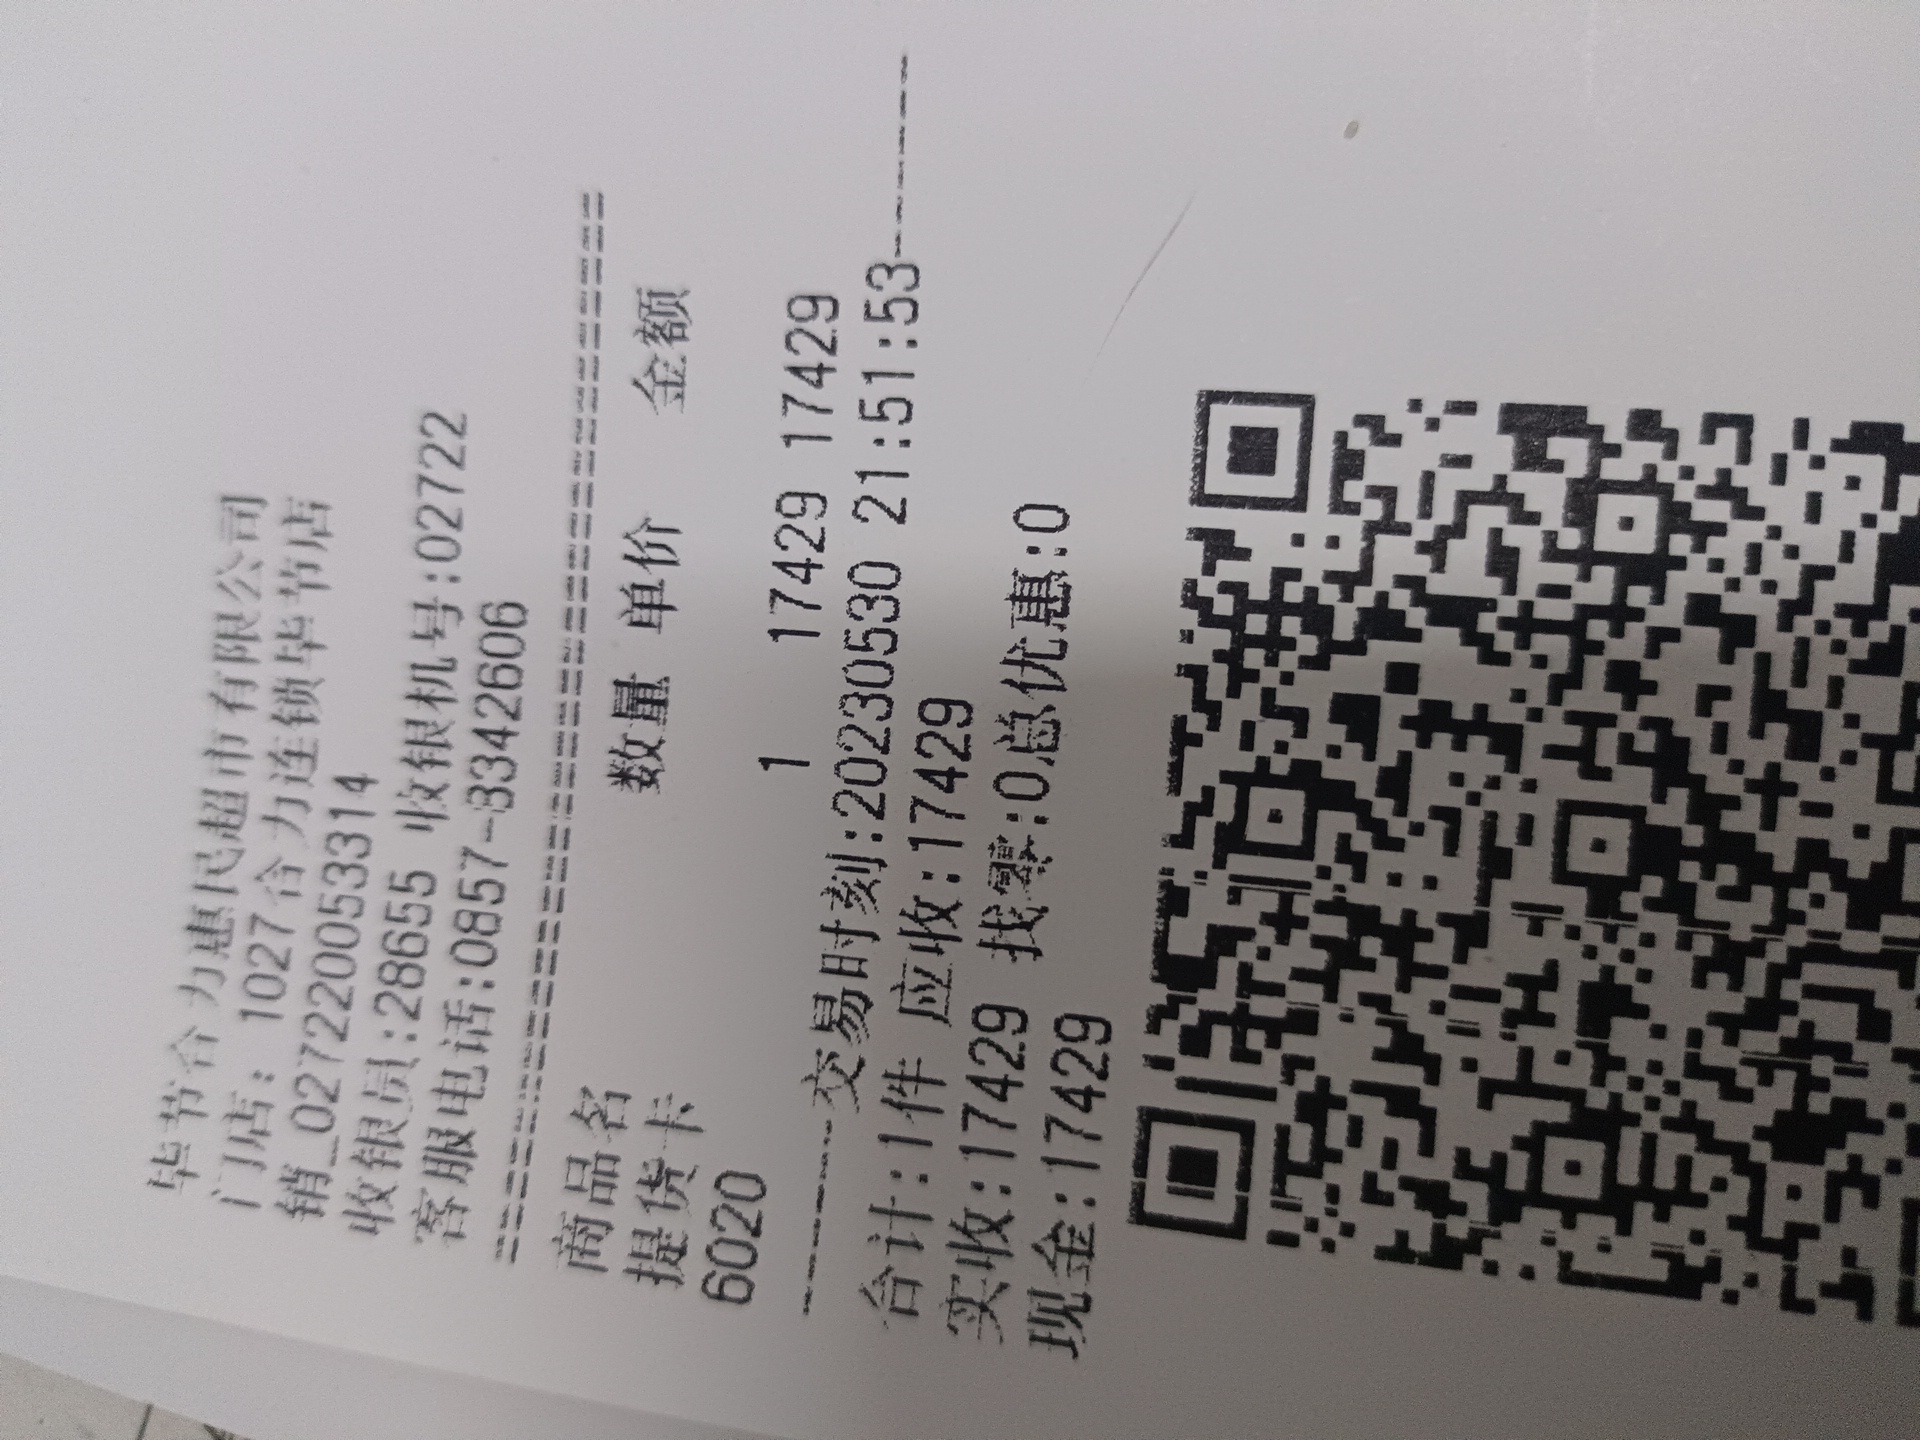 毕节合力惠民超市有限公司
门店: 1027合力连锁毕节店
销_027220053314
收银员:28655 收银机号:02722
客服电话:0857-8342606
商品名 数量 单价 金额
提货卡
6020
1 17429 17429
交易时刻:20230530 21:51:53
合计:1件 应收:17429
实收:17429 找零:0总优惠:0
现金:17429